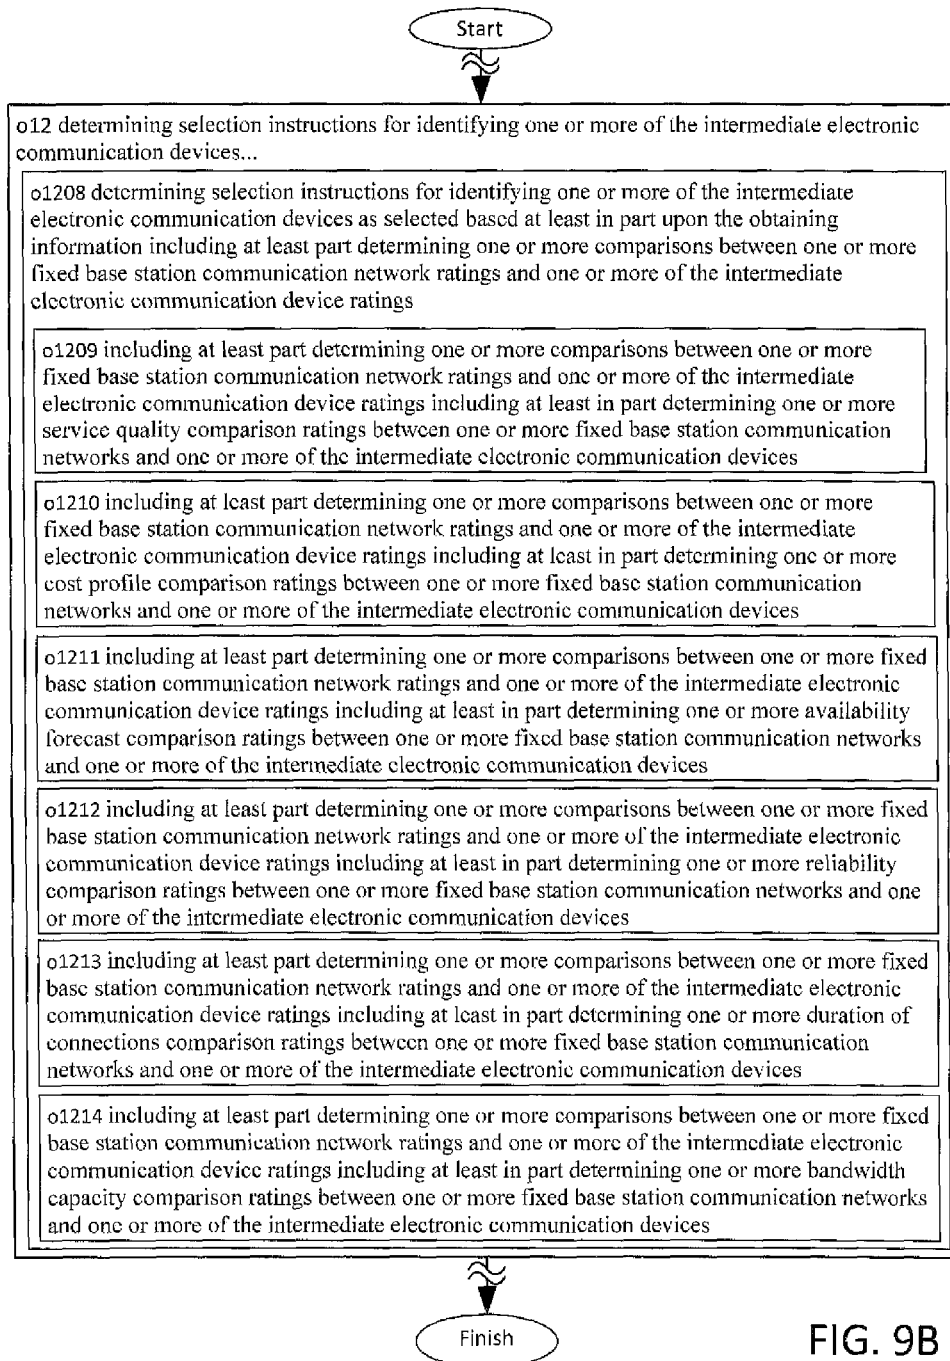 Start
o12 determining selection instructions for identifying one or more of the intermediate electronic
communication devices...
o1208 determining selection instructions for identifying one or more of the intermediate
electronic communication devices as selected based at least in part upon the obtaining
information including at least part determining one or more comparisons between one or more
fixed base station communication network ratings and one or more of the intermediate
electronic communication device ratings
o1209 including at least part determining one or more comparisons between one or more
fixed base station communication network ratings and one or more of the intermediate
electronic communication device ratings including at least in part determining one or more
service quality comparison ratings between one or more fixed base station communication
networks and one or more of the intermediate electronic communication devices
o1210 including at least part determining one or more comparisons between one or more
fixed base station communication network ratings and one or more of the intermediate
electronic communication device ratings including at least in part determining one or more
cost profile comparison ratings between one or more fixed base station communication
networks and one or more of the intermediate electronic communication devices
o1211 including at least part determining one or more comparisons between one or more fixed
base station communication network ratings and one or more of the intermediate electronic
communication device ratings including at least in part determining one or more availability
forecast comparison ratings between one or more fixed base station communication networks
and one or more of the intermediate electronic communication devices
o1212 including at least part determining one or more comparisons between one or more fixed
base station communication network ratings and one or more of the intermediate electronic
communication device ratings including at least in part determining one or more reliability
comparison ratings between one or more fixed base station communication networks and one
or more of the intermediate electronic communication devices
o1213 including at least part determining one or more comparisons between one or more fixed
base station communication network ratings and one or more of the intermediate electronic
communication device ratings including at least in part determining one or more duration of
connections comparison ratings between one or more fixed base station communication
networks and one or more of the intermediate electronic communication devices
o1214 including at least part determining one or more comparisons between one or more fixed
base station communication network ratings and one or more of the intermediate electronic
communication device ratings including at least in part determining one or more bandwidth
capacity comparison ratings between one or more fixed base station communication networks
and one or more of the intermediate electronic communication devices
Finish
FIG. 9B